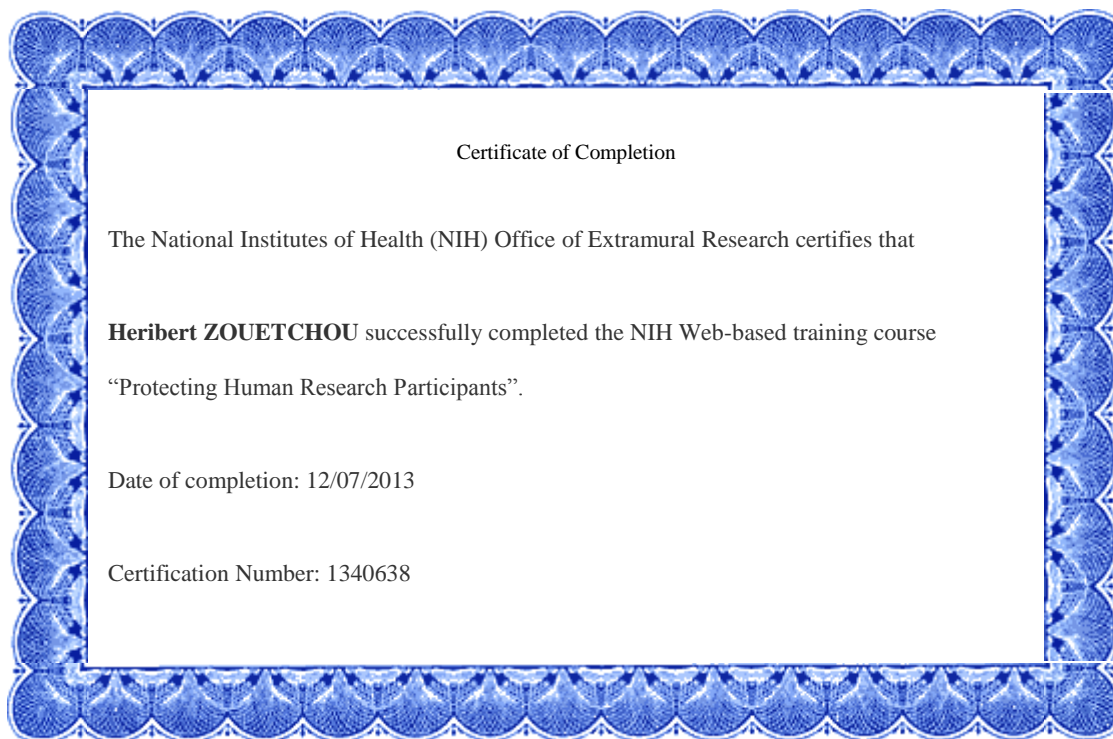 Certificate of Completion
The National Institutes of Health (NIH) Office of Extramural Research certifies that
Heribert ZOUETCHOU successfully completed the NIH Web-based training course
“Protecting Human Research Participants”.
Date of completion: 12/07/2013
Certification Number: 1340638